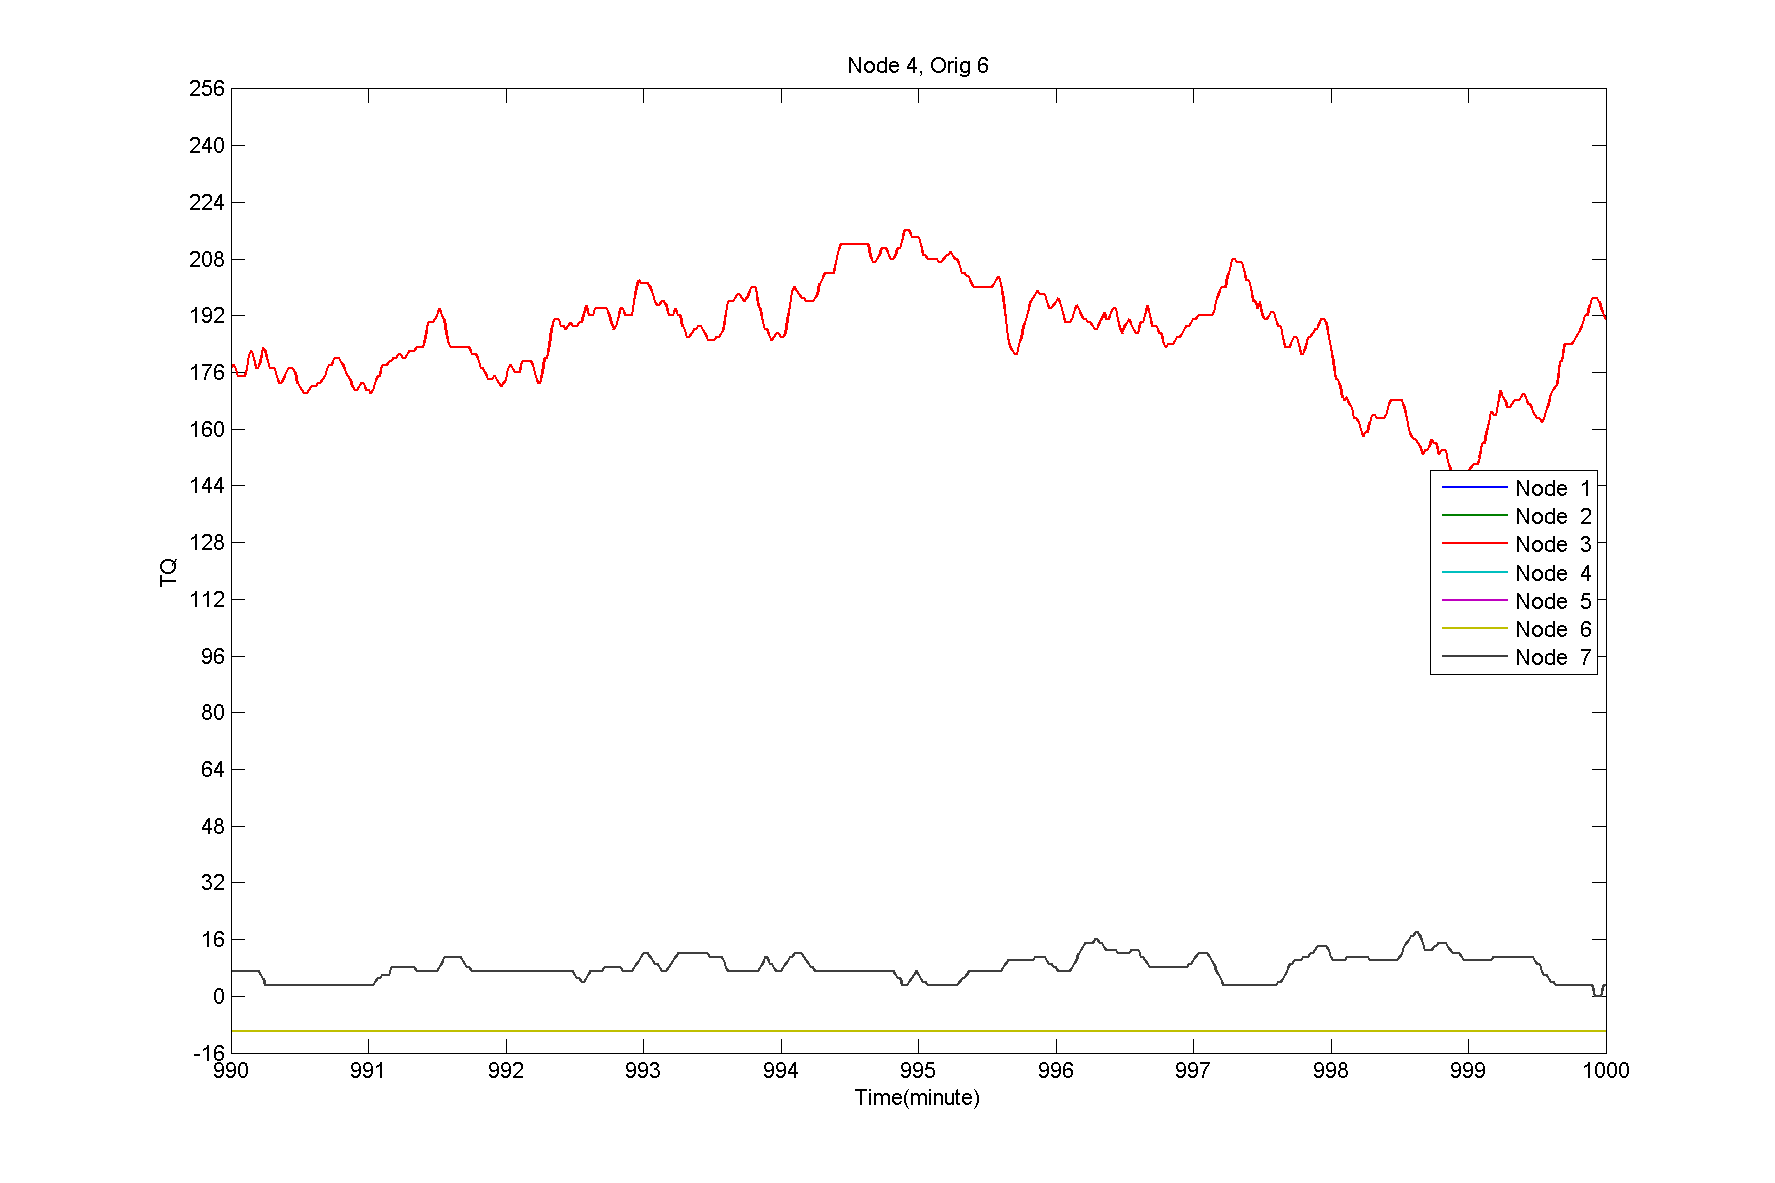 Node 4, Orig 6
256
240
224
208
192
176
160
144
128
112
96
80
64
48
32
16
0
-16
TQ
Node 1
Node 2
Node 3
Node 4
Node 5
Node 6
Node 7
990 991 992 993 994 995 996 997 998 999 1000
Time(minute)